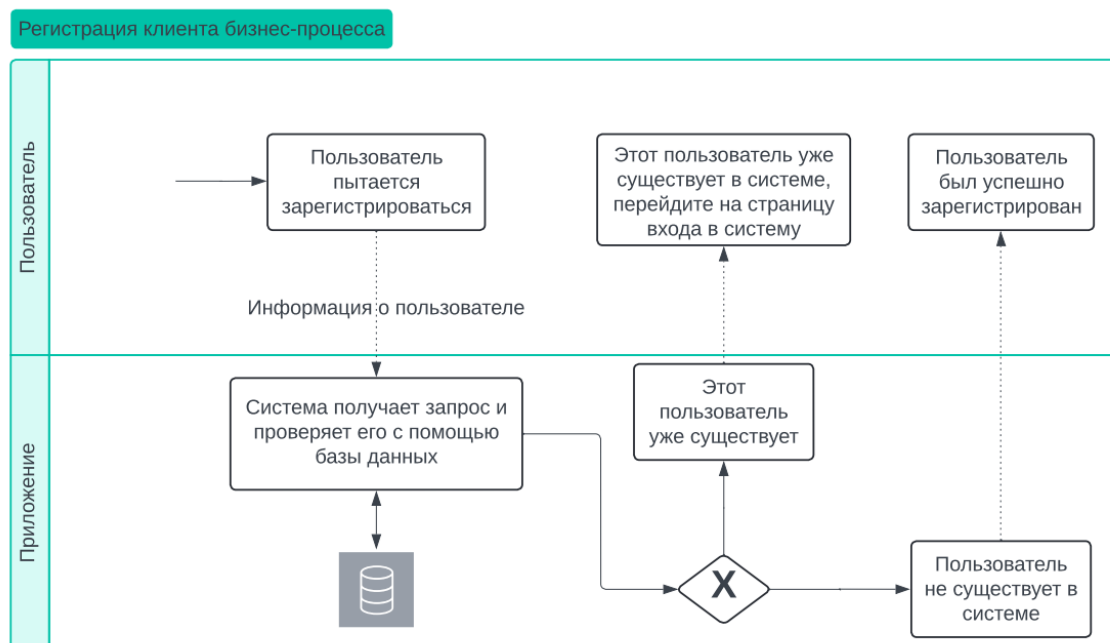 Регистрация клиента бизнес-процесса
Пользователь
Пользователь
пытается
зарегистрироваться
Этот пользователь уже
существует в системе,
перейдите на страницу
входа в систему
Пользователь
был успешно
зарегистрирован
Информация о пользователе
Приложение
Система получает запрос и
проверяет его с помощью
базы данных
Этот
пользователь
уже существует
X
Пользователь
не существует в
системе